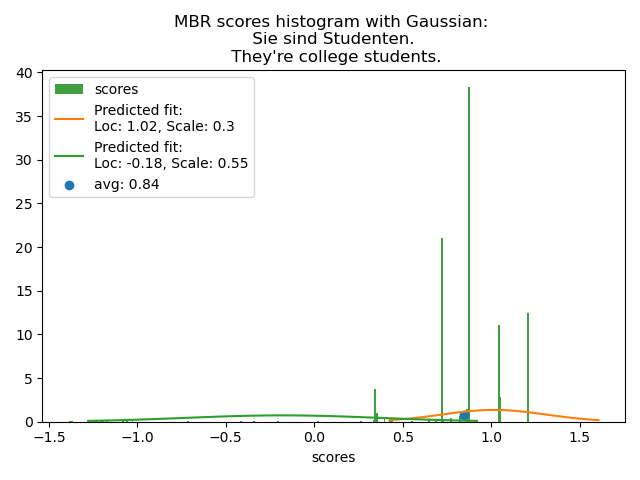 MBR scores histogram with Gaussian:
Sie sind Studenten.
They're college students.
scores
Predicted fit:
Loc: 1.02, Scale: 0.3
Predicted fit:
Loc: -0.18, Scale: 0.55
avg: 0.84
40
35
30
25
20
15
10
5
0
−1.5
−1.0
−0.5
0.0
0.5
1.0
1.5
scores